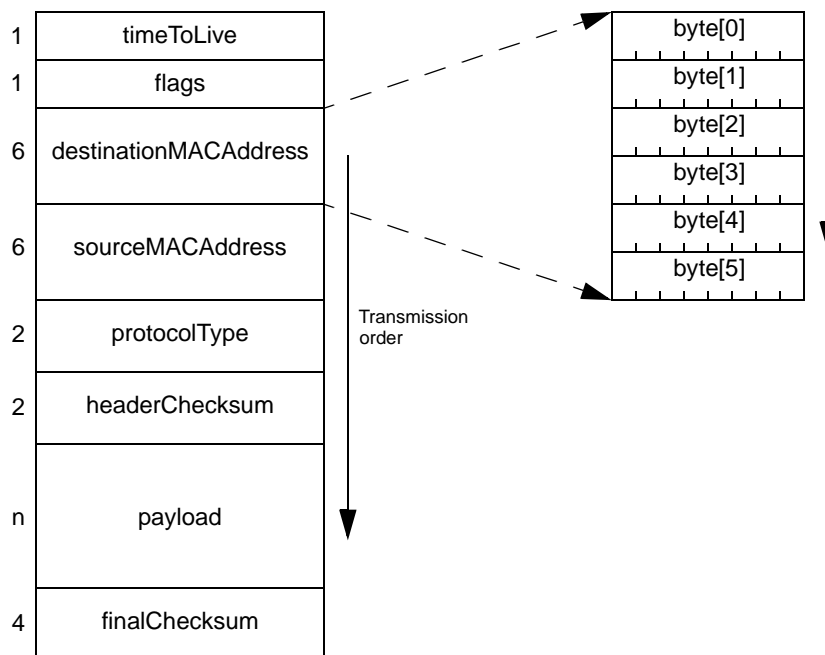 1 timeToLive
1 flags
6 destinationMACAddress
6 sourceMACAddress
2 protocolType
2 headerChecksum
n payload
4 finalChecksum
Transmission
order
byte[0]
byte[1]
byte[2]
byte[3]
byte[4]
byte[5]